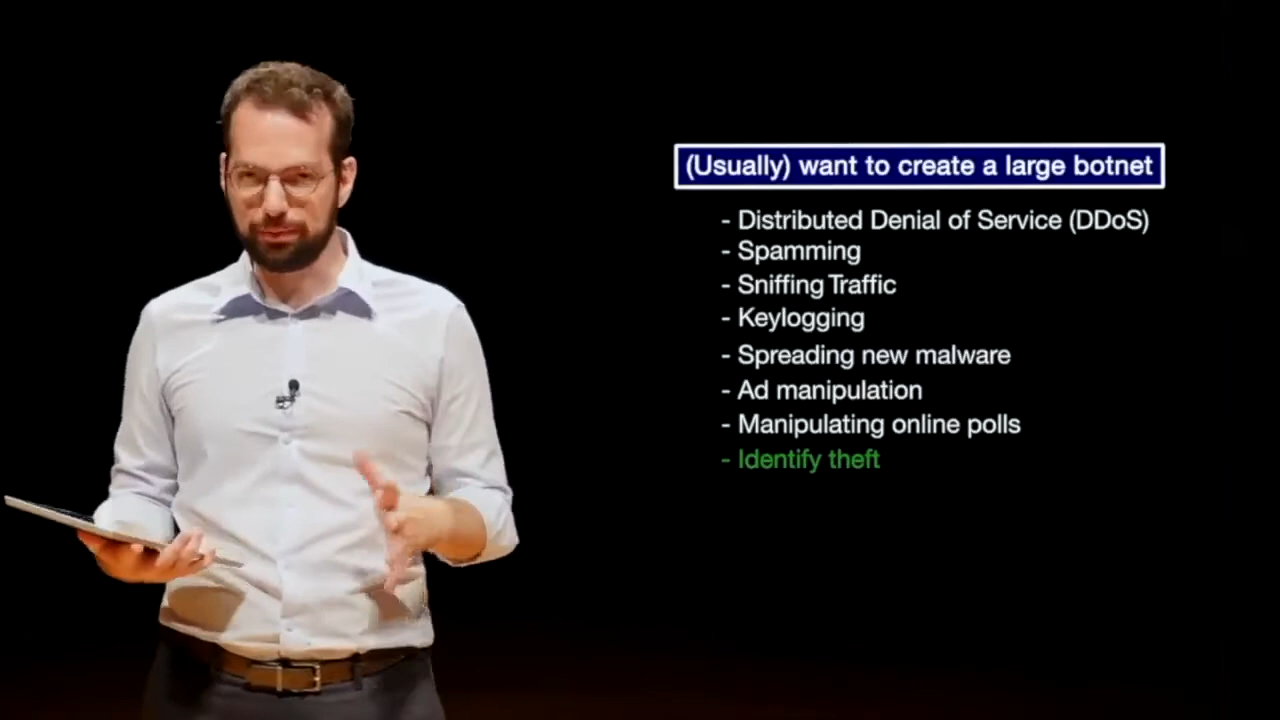 (Usually) want to create a large botnet
- Distributed Denial of Service (DDoS)
- Spamming
- Sniffing Traffic
- Keylogging
- Spreading new malware
- Ad manipulation
- Manipulating online polls
- Identify theft